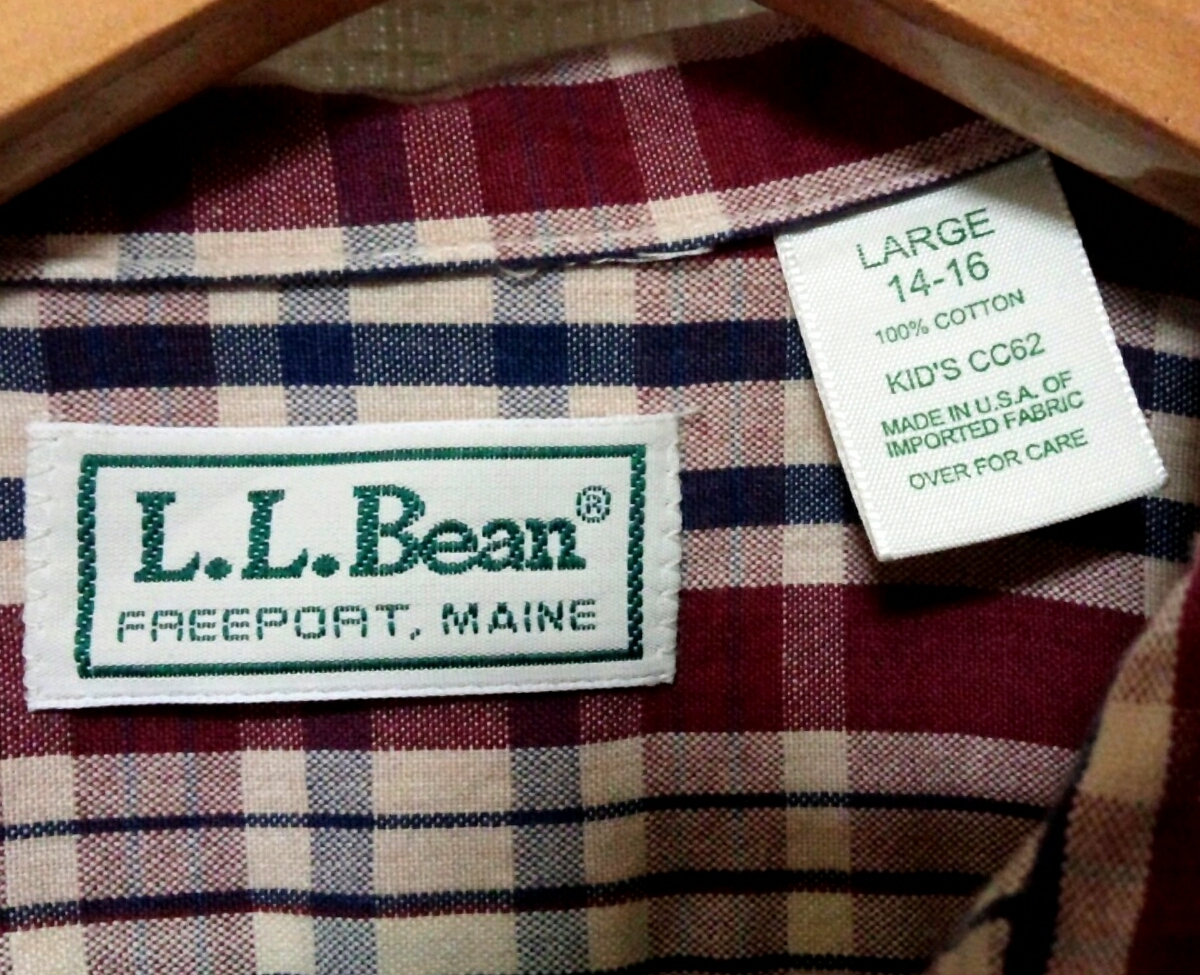 L.L.Bean®
FREEPORT, MAINE
LARGE
14-16
100% COTTON
KID'S CC62
MADE IN U.S.A. OF
IMPORTED FABRIC
OVER FOR CARE